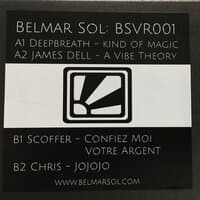 Belmar Sol: BSVR001
A1 Deepbreath - kind of magic
A2 James Dell - A Vibe Theory
B1 Scoffer - Confiez Moi
Votre Argent
B2 Chris - JoJoJo
www.belmarsol.com